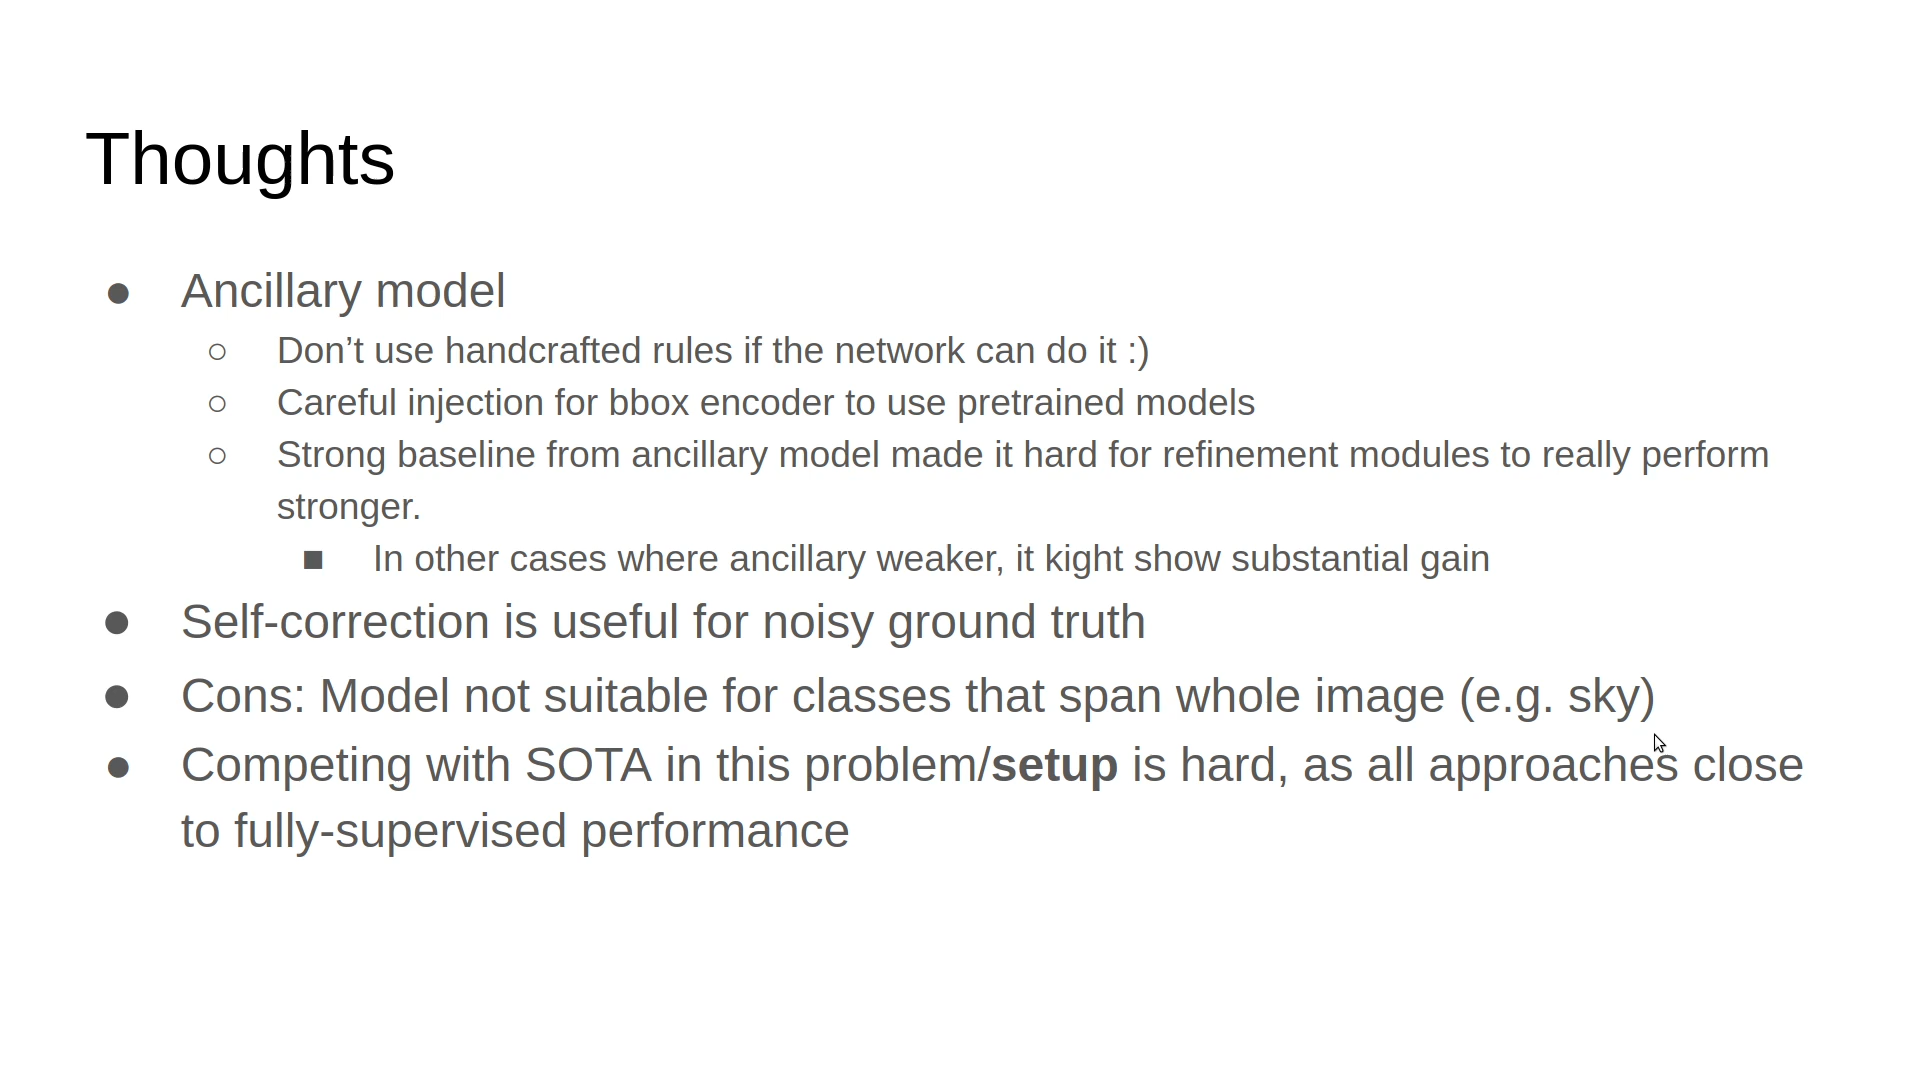 Thoughts
● Ancillary model
○ Don’t use handcrafted rules if the network can do it :)
○ Careful injection for bbox encoder to use pretrained models
○ Strong baseline from ancillary model made it hard for refinement modules to really perform
stronger.
■ In other cases where ancillary weaker, it kight show substantial gain
● Self-correction is useful for noisy ground truth
● Cons: Model not suitable for classes that span whole image (e.g. sky)
● Competing with SOTA in this problem/setup is hard, as all approaches close
to fully-supervised performance